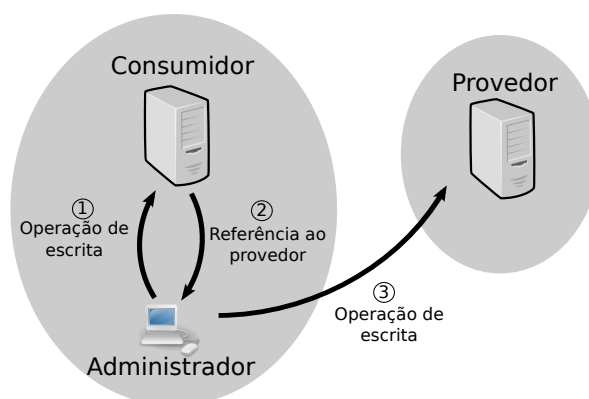 Consumidor
Provedor
①
Operação de
escrita
②
Referência ao
provedor
③
Operação de
escrita
Administrador